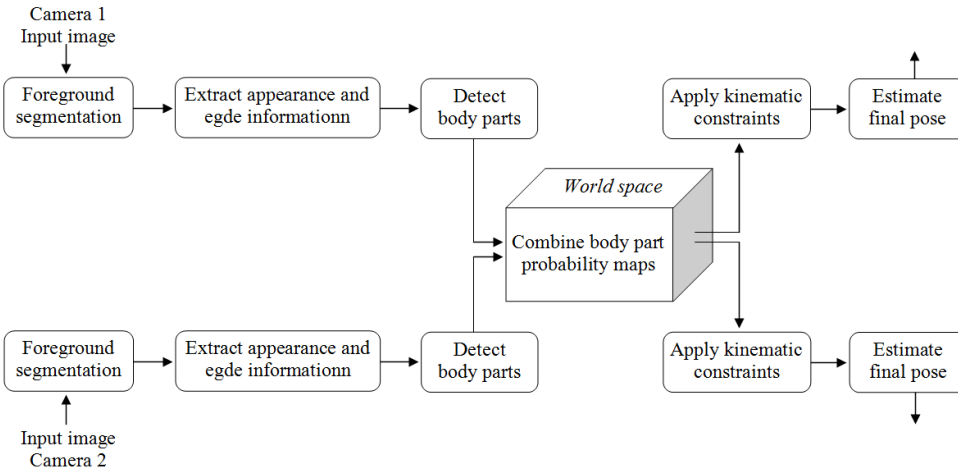 Camera 1
Input image
Foreground
segmentation
Extract appearance and
egde informationn
Detect
body parts
Apply kinematic
constraints
Estimate
final pose
World space
Combine body part
probability maps
Foreground
segmentation
Extract appearance and
egde informationn
Detect
body parts
Apply kinematic
constraints
Estimate
final pose
Input image
Camera 2